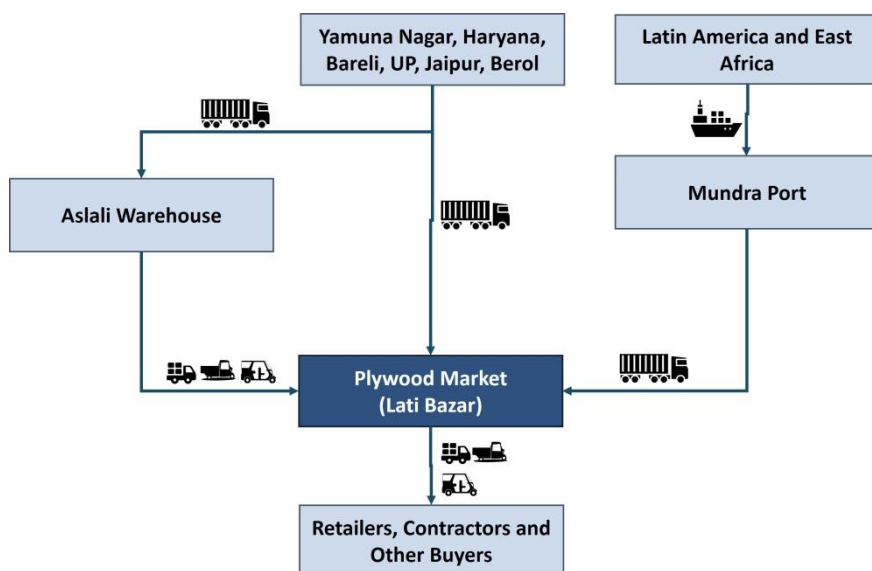 Yamuna Nagar, Haryana,
Bareli, UP, Jaipur, Berol
Latin America and East
Africa
Aslali Warehouse
Mundra Port
Plywood Market
(Lati Bazar)
Retailers, Contractors and
Other Buyers